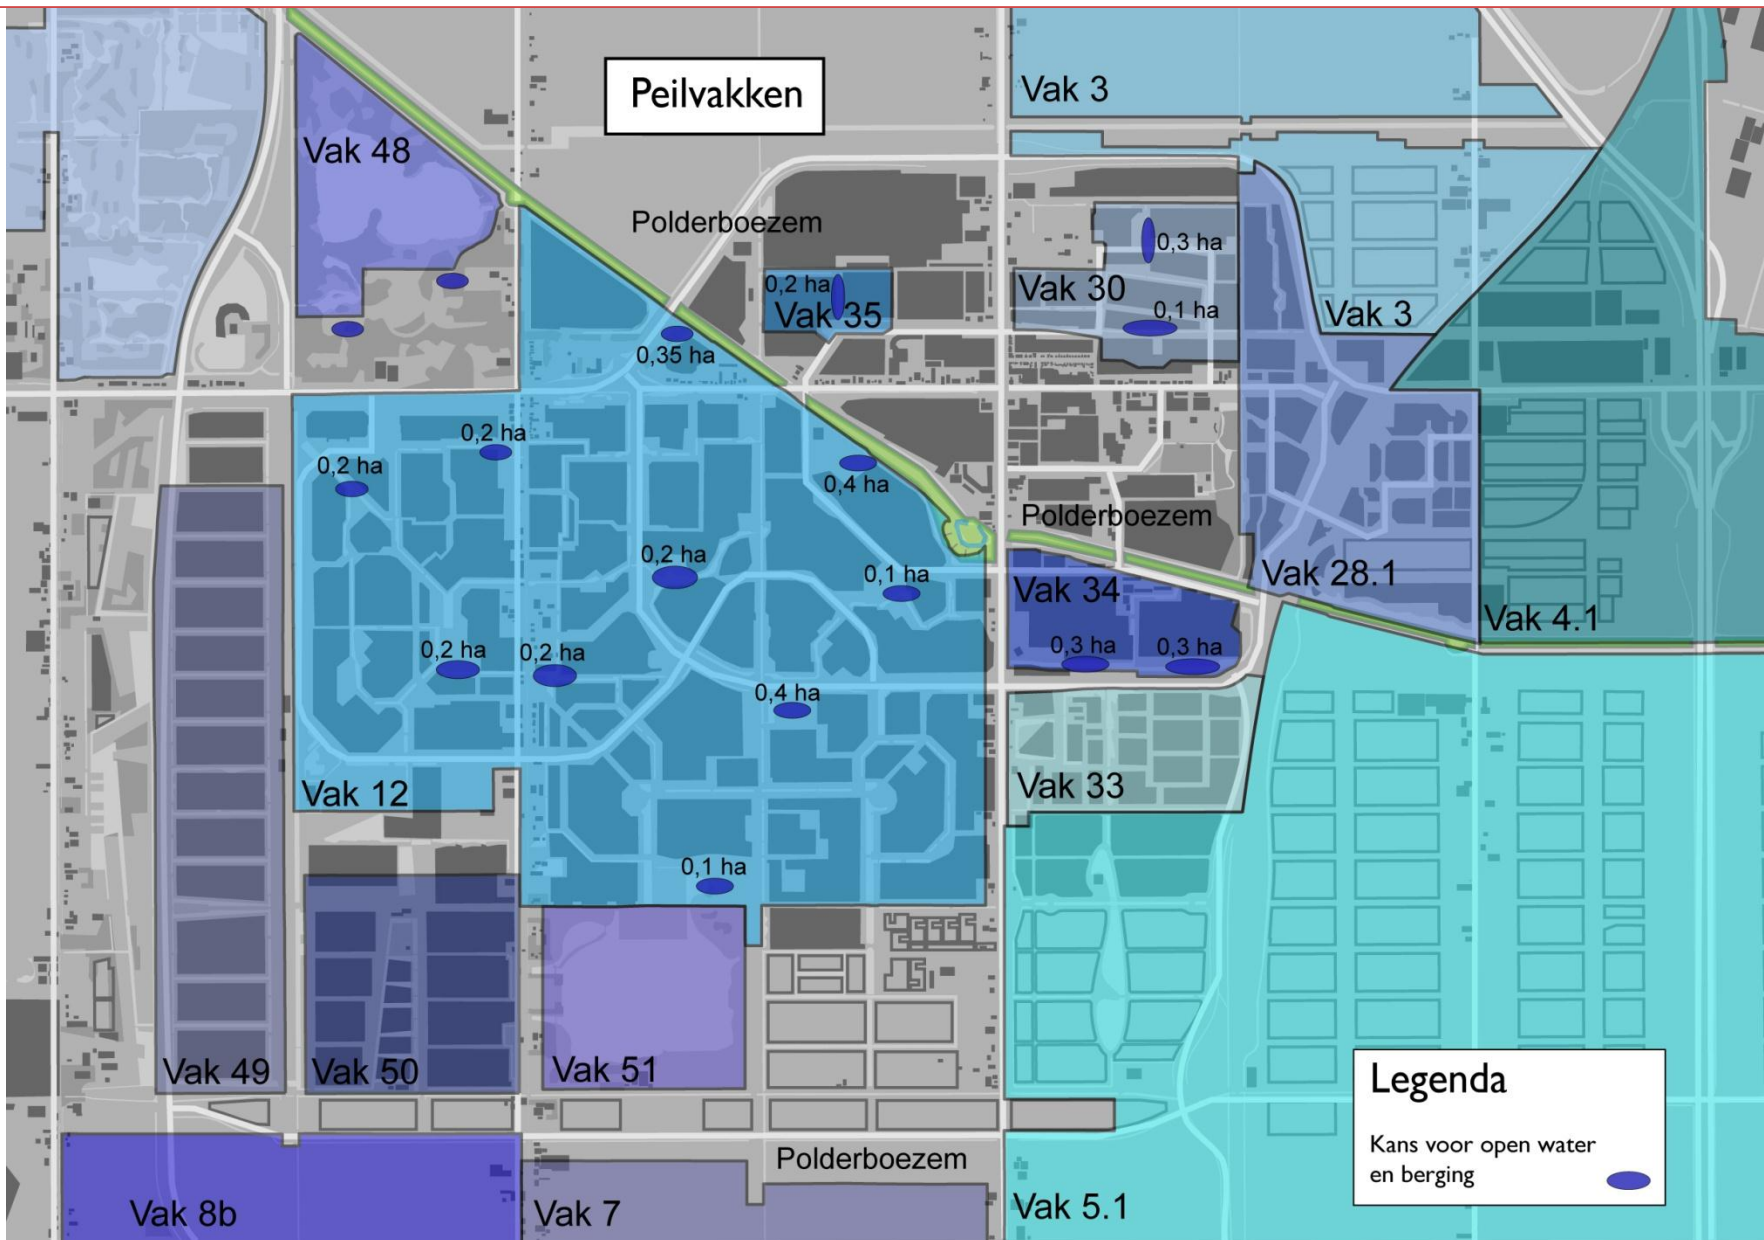 Peilvakken
Vak 3
Vak 48
Polderboezem
0,3 ha
0,2 ha
Vak 35
Vak 30
0,1 ha
Vak 3
0,35 ha
0,2 ha
0,2 ha
0,4 ha
Polderboezem
0,2 ha
0,1 ha
Vak 34
Vak 28.1
Vak 4.1
0,2 ha
0,2 ha
0,3 ha
0,3 ha
0,4 ha
Vak 12
Vak 33
0,1 ha
Vak 49
Vak 50
Vak 51
Legenda
Kans voor open water
en berging
Polderboezem
Vak 8b
Vak 7
Vak 5.1